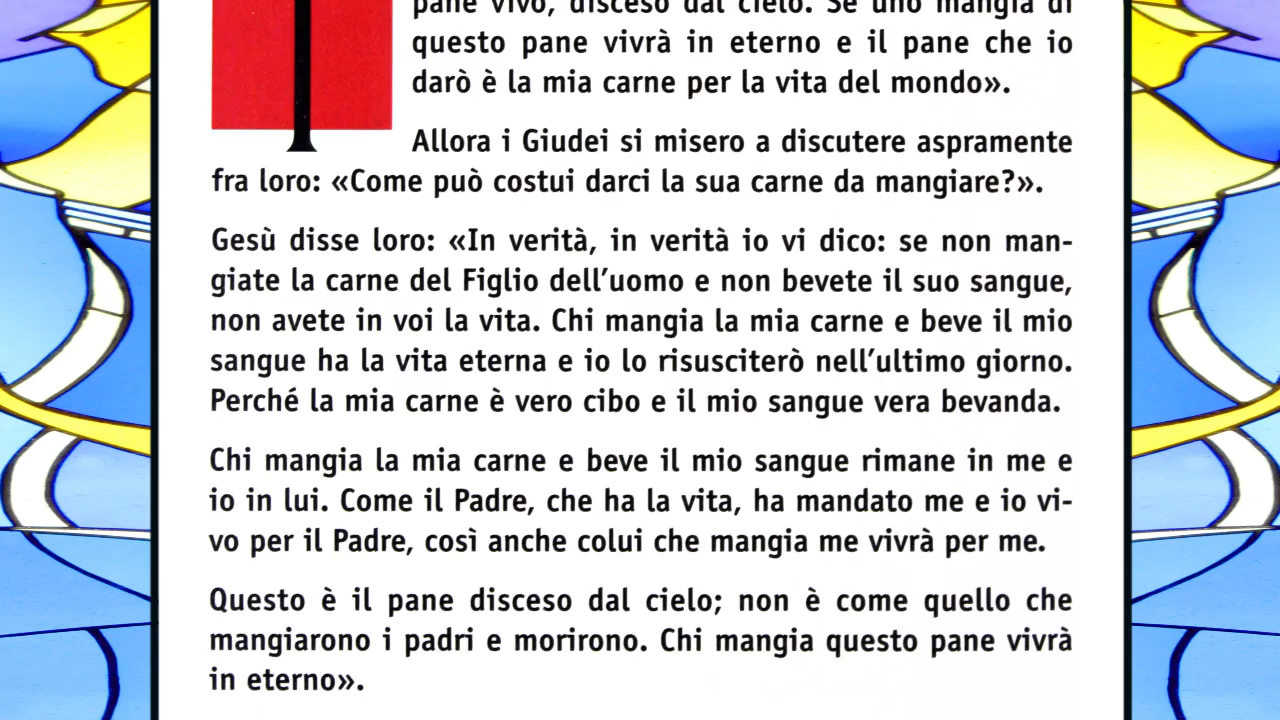 pane vivo, disceso dal cielo. Se uno mangia di
questo pane vivrà in eterno e il pane che io
darò è la mia carne per la vita del mondo».
Allora i Giudei si misero a discutere aspramente
fra loro: «Come può costui darci la sua carne da mangiare?».
Gesù disse loro: «In verità, in verità io vi dico: se non man-
giate la carne del Figlio dell’uomo e non bevete il suo sangue,
non avete in voi la vita. Chi mangia la mia carne e beve il mio
sangue ha la vita eterna e io lo risusciterò nell’ultimo giorno.
Perché la mia carne è vero cibo e il mio sangue vera bevanda.
Chi mangia la mia carne e beve il mio sangue rimane in me e
io in lui. Come il Padre, che ha la vita, ha mandato me e io vi-
vo per il Padre, così anche colui che mangia me vivrà per me.
Questo è il pane disceso dal cielo; non è come quello che
mangiarono i padri e morirono. Chi mangia questo pane vivrà
in eterno».